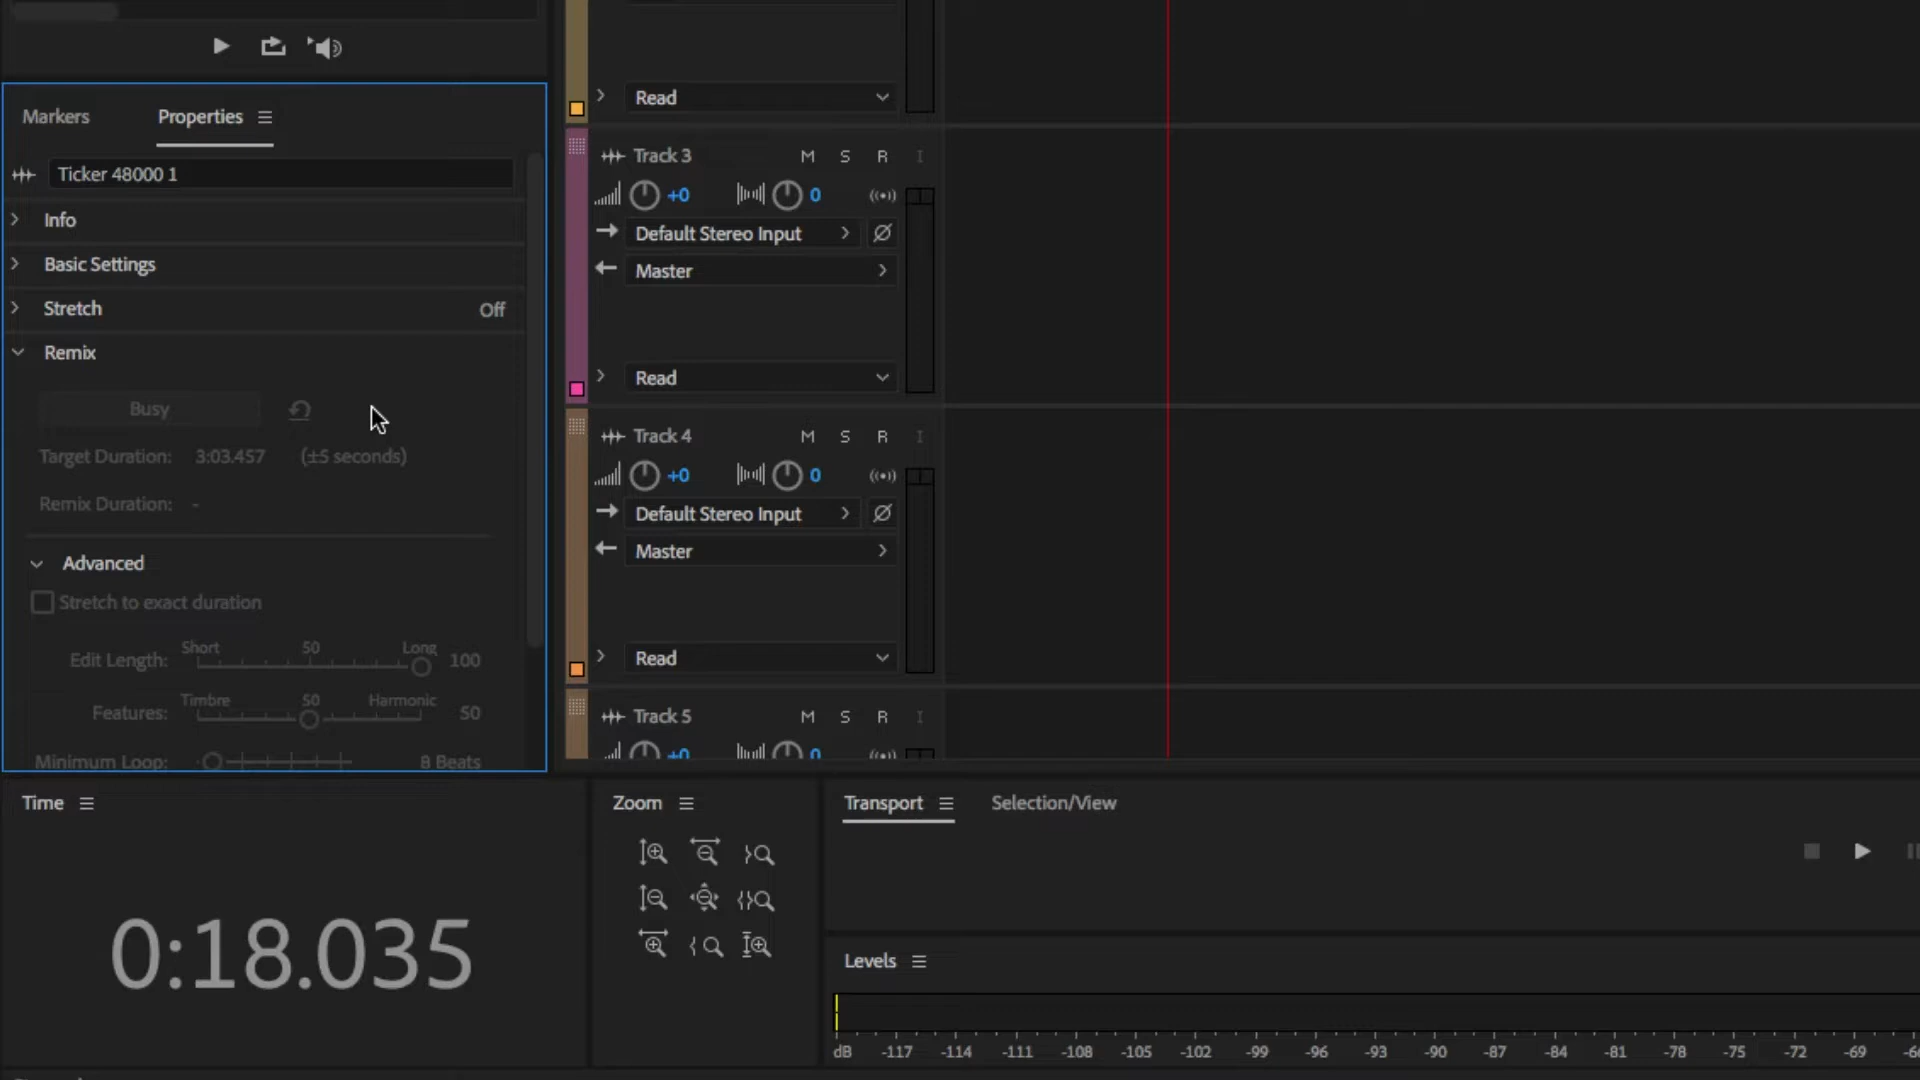 Markers Properties
Ticker 48000 1
Info
Basic Settings
Stretch Off
Remix
Busy
Target Duration: 3:03.457 (±5 seconds)
Remix Duration: -
Advanced
Stretch to exact duration
Short 50 Long
Edit Length: 100
Timbre 50 Harmonic
Features: 50
Minimum Loop: 8 Beats
Read
Track 3 M S R I
+0 0
Default Stereo Input
Master
Read
Track 4 M S R I
+0 0
Default Stereo Input
Master
Read
Track 5 M S R I
+0 0
Time
0:18.035
Zoom
Transport Selection/View
Levels
dB -117 -114 -111 -108 -105 -102 -99 -96 -93 -90 -87 -84 -81 -78 -75 -72 -69